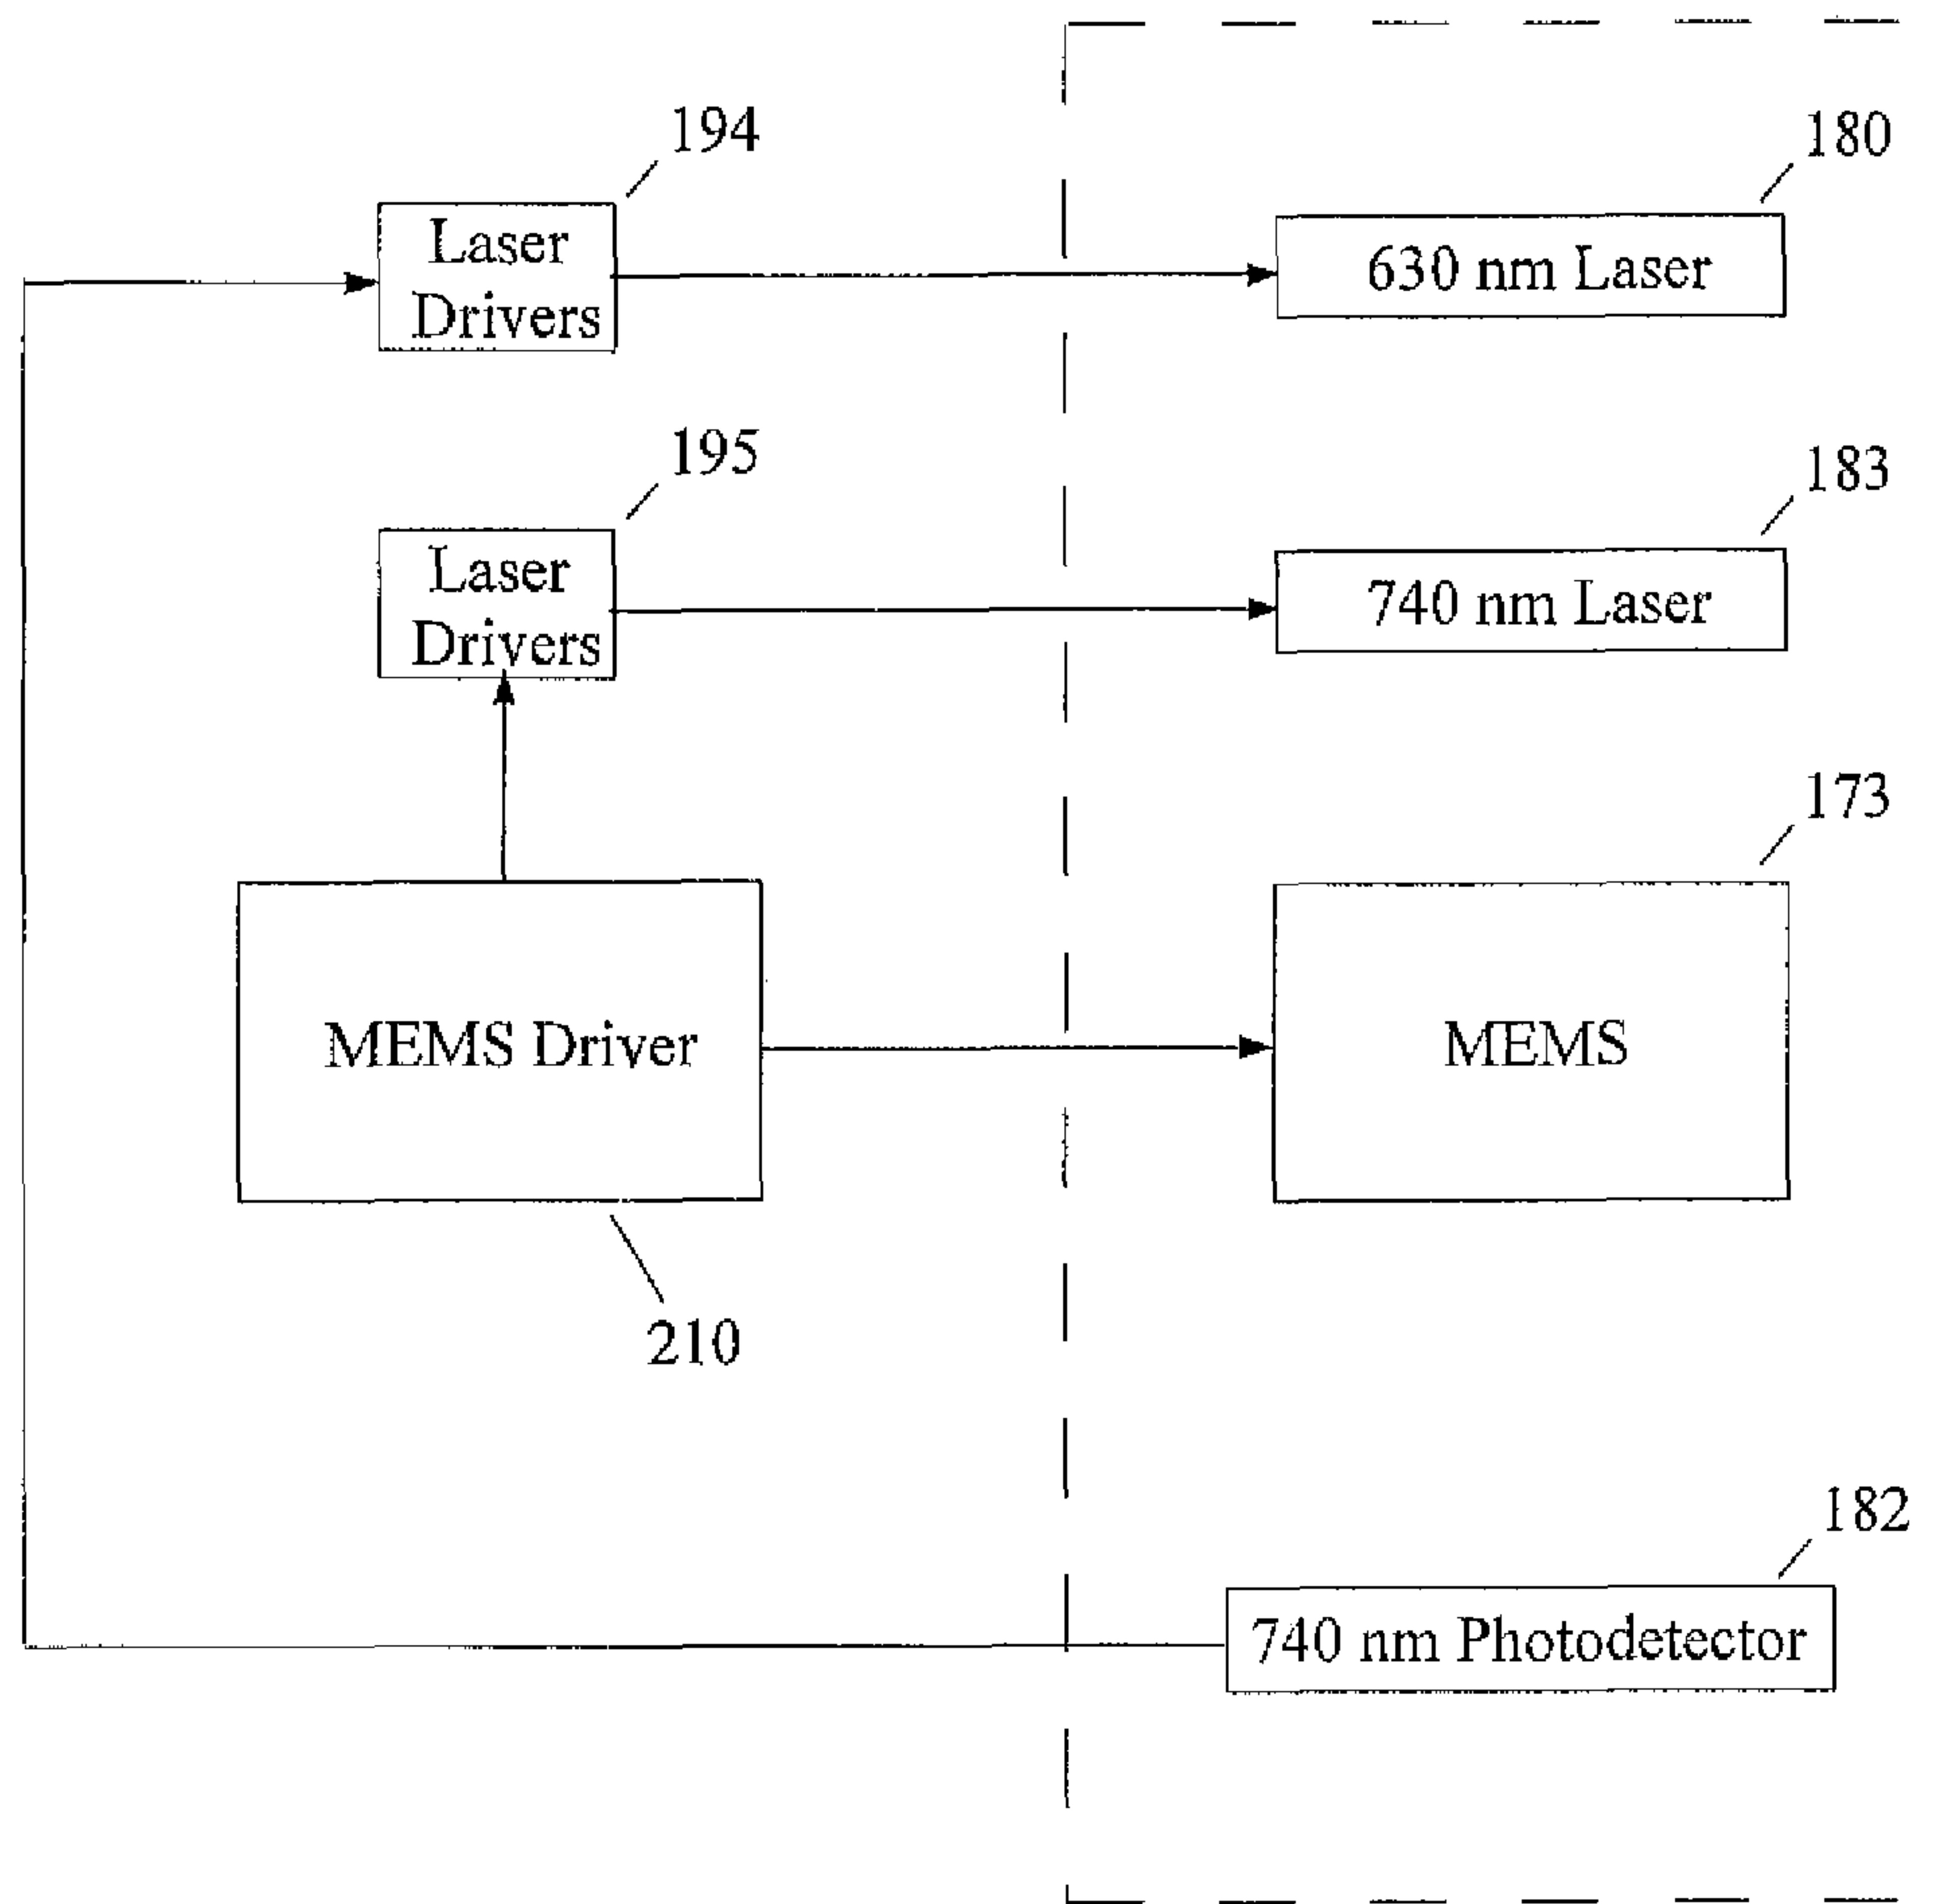 194
180
Laser
Drivers
630 nm Laser
195
183
Laser
Drivers
740 nm Laser
173
MEMS Driver
MEMS
210
182
740 nm Photodetector